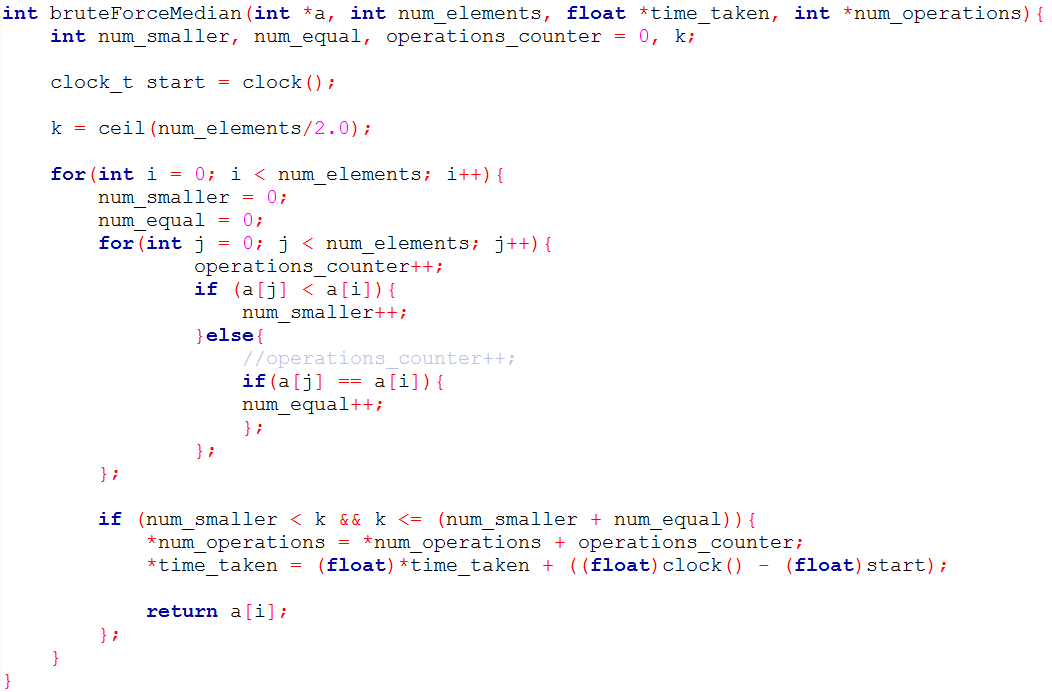 int bruteForceMedian(int *a, int num_elements, float *time_taken, int *num_operations){
    int num_smaller, num_equal, operations_counter = 0, k;

    clock_t start = clock();

    k = ceil(num_elements/2.0);

    for(int i = 0; i < num_elements; i++){
        num_smaller = 0;
        num_equal = 0;
        for(int j = 0; j < num_elements; j++){
                operations_counter++;
                if (a[j] < a[i]){
                    num_smaller++;
                }else{
                    //operations_counter++;
                    if(a[j] == a[i]){
                    num_equal++;
                    };
                };
        };

        if (num_smaller < k && k <= (num_smaller + num_equal)){
            *num_operations = *num_operations + operations_counter;
            *time_taken = (float)*time_taken + ((float)clock() - (float)start);

            return a[i];
        };
    }
}